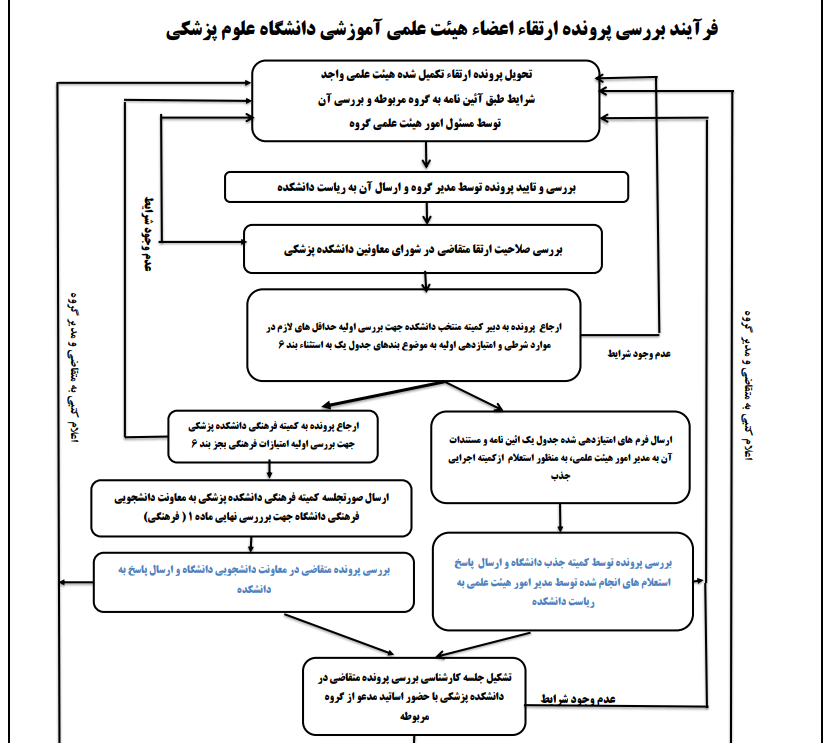 فرآیند بررسی پرونده ارتقاء اعضاء هیئت علمی آموزشی دانشگاه علوم پزشکی
تحویل پرونده ارتقاء تکمیل شده هیئت علمی واجد
شرایط طبق آئین نامه به گروه مربوطه و بررسی آن
توسط مسئول امور هیئت علمی گروه
بررسی و تایید پرونده توسط مدیر گروه و ارسال آن به ریاست دانشکده
عدم وجود شرایط
بررسی صلاحیت ارتقا متقاضی در شورای معاونین دانشکده پزشکی
ارجاع پرونده به دبیر کمیته منتخب دانشکده جهت بررسی اولیه حداقل های لازم در
موارد شرطی و امتیازدهی اولیه به موضوع بندهای جدول یک به استثناء بند ۶
عدم وجود شرایط
اعلام کتبی به متقاضی و مدیر گروه
اعلام کتبی به متقاضی و مدیر گروه
ارسال فرم های امتیازدهی شده جدول یک ائین نامه و مستندات
آن به مدیر امور هیئت علمی، به منظور استعلام ازکمیته اجرایی
جذب
ارجاع پرونده به کمیته فرهنگی دانشکده پزشکی
جهت بررسی اولیه امتیازات فرهنگی بجز بند ۶
ارسال صورتجلسه کمیته فرهنگی دانشکده پزشکی به معاونت دانشجویی
فرهنگی دانشگاه جهت برررسی نهایی ماده ۱ ( فرهنگی)
بررسی پرونده توسط کمیته جذب دانشگاه و ارسال پاسخ
استعلام های انجام شده توسط مدیر امور هیئت علمی به
ریاست دانشکده
بررسی پرونده متقاضی در معاونت دانشجویی دانشگاه و ارسال پاسخ به
دانشکده
تشکیل جلسه کارشناسی بررسی پرونده متقاضی در
دانشکده پزشکی با حضور اساتید مدعو از گروه
مربوطه
عدم وجود شرایط